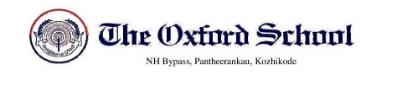 The Oxford School
NH Bypass, Pantheerankau, Kozhikode